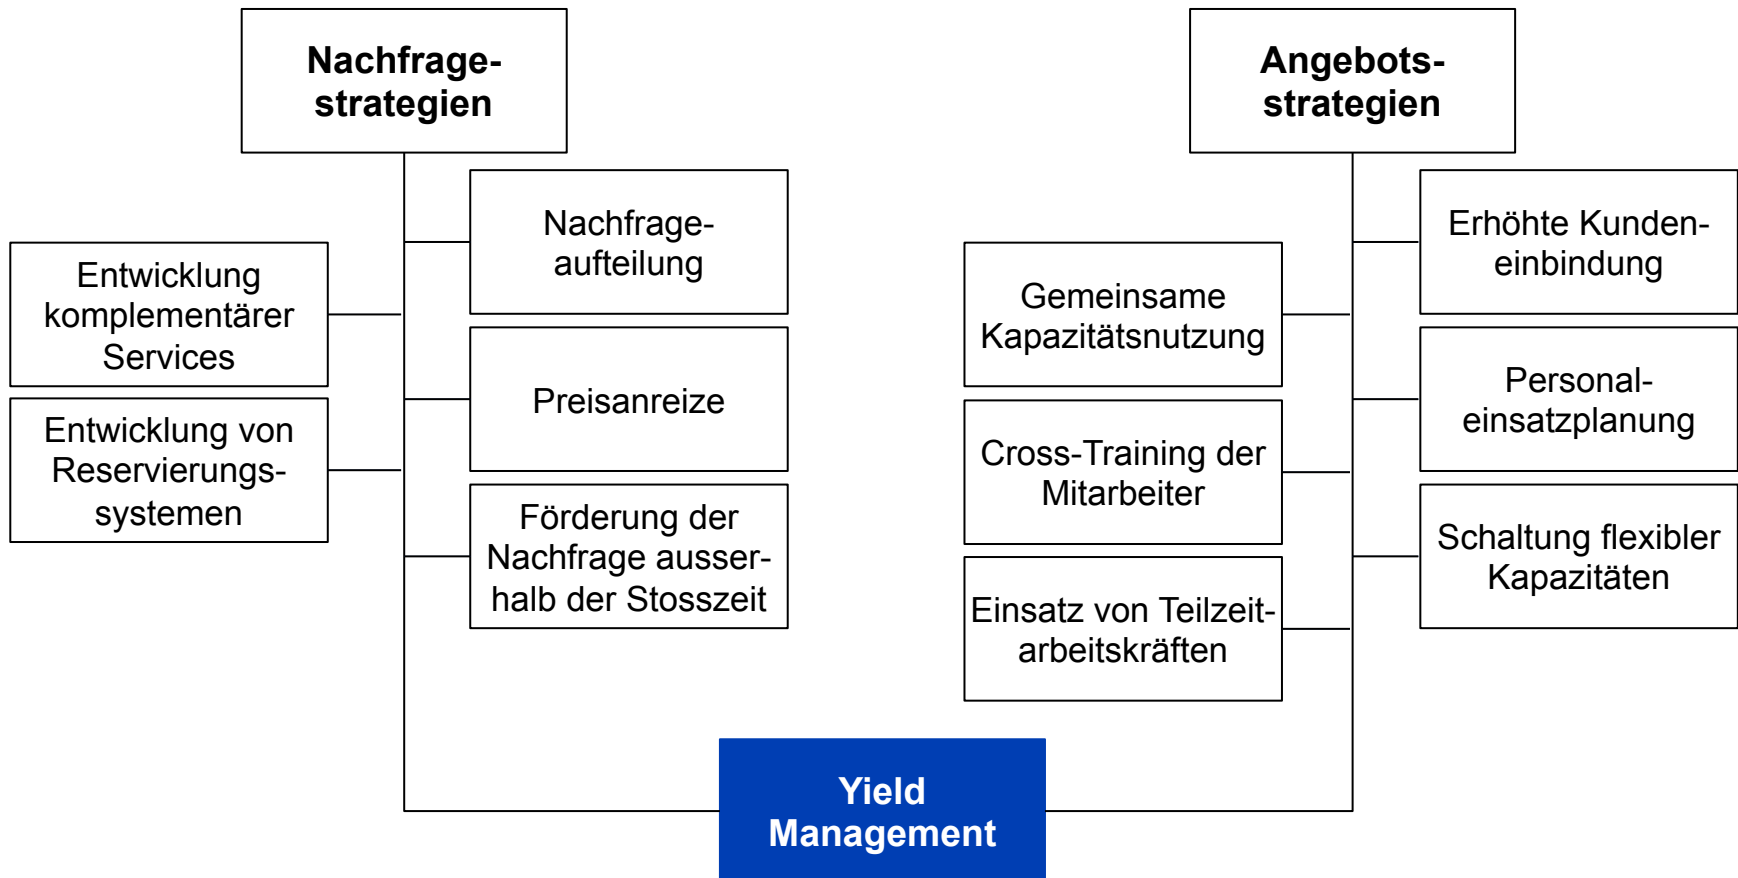 Nachfrage-
strategien
Nachfrage-
aufteilung
Entwicklung
komplementärer
Services
Preisanreize
Entwicklung von
Reservierungs-
systemen
Förderung der
Nachfrage ausser-
halb der Stosszeit
Angebots-
strategien
Erhöhte Kunden-
einbindung
Gemeinsame
Kapazitätsnutzung
Personal-
einsatzplanung
Cross-Training der
Mitarbeiter
Schaltung flexibler
Kapazitäten
Einsatz von Teilzeit-
arbeitskräften
Yield
Management